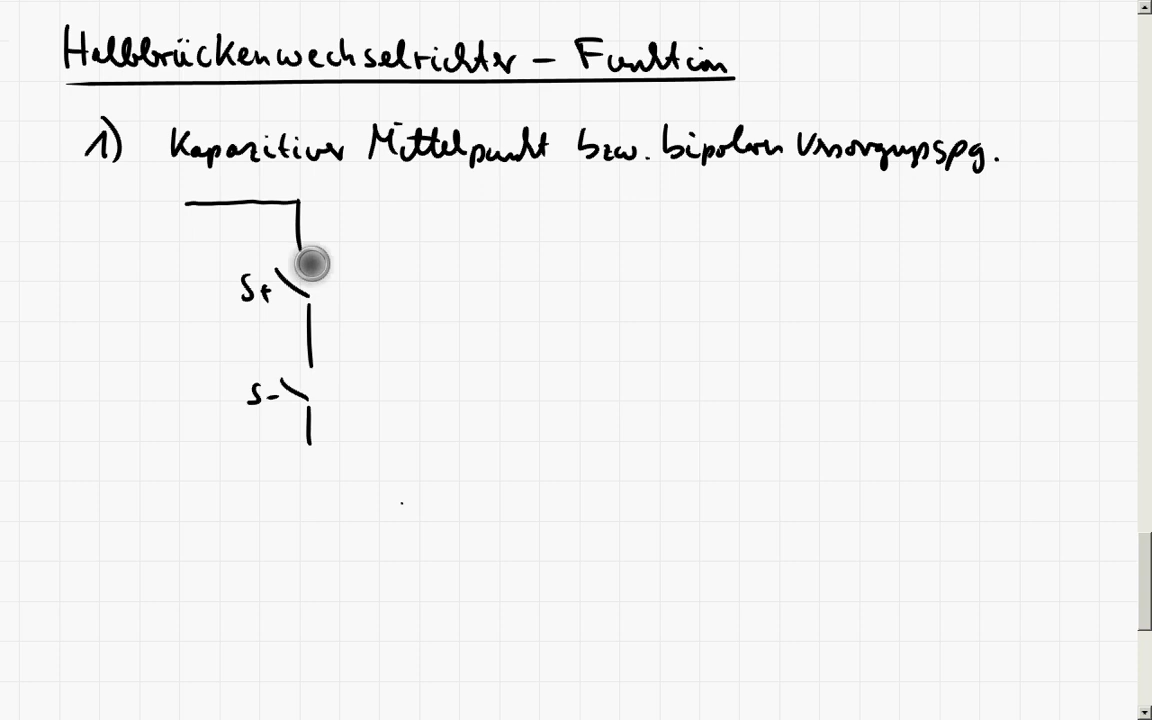 Halbbrückenwechselrichter – Funktion
1) Kapazitiver Mittelpunkt bzw. bipolare Versorgungsspg.
S+
S-